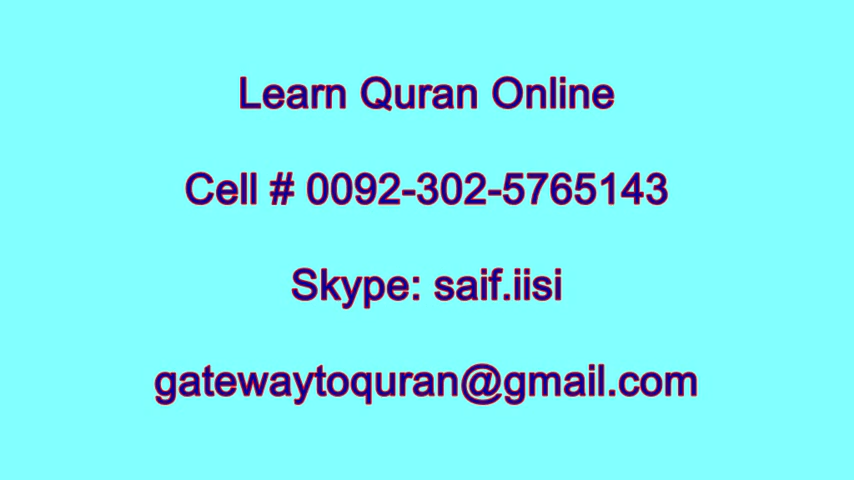 Learn Quran Online
Cell # 0092-302-5765143
Skype: saif.iisi
gatewaytoquran@gmail.com